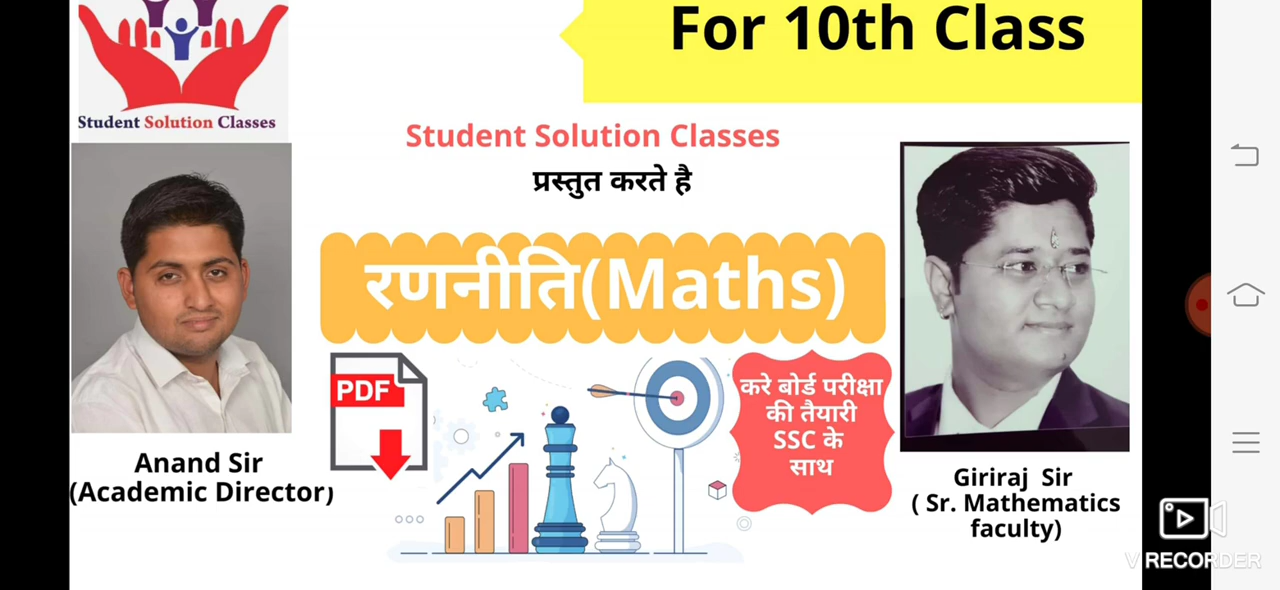 For 10th Class
Student Solution Classes
Student Solution Classes
प्रस्तुत करते है
रणनीति(Maths)
PDF
करे बोर्ड परीक्षा
की तैयारी
SSC के
साथ
Anand Sir
(Academic Director)
Giriraj Sir
( Sr. Mathematics
faculty)
V RECORDER